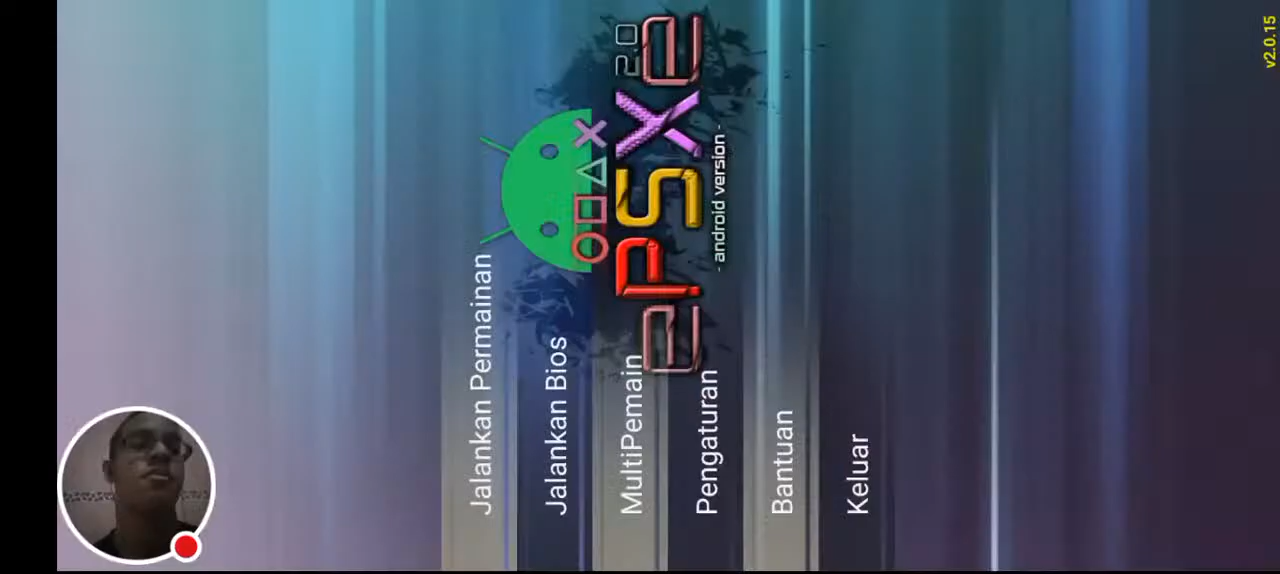 ePSXe 2.0
- android version -
Jalankan Permainan
Jalankan Bios
MultiPemain
Pengaturan
Bantuan
Keluar
v2.0.15